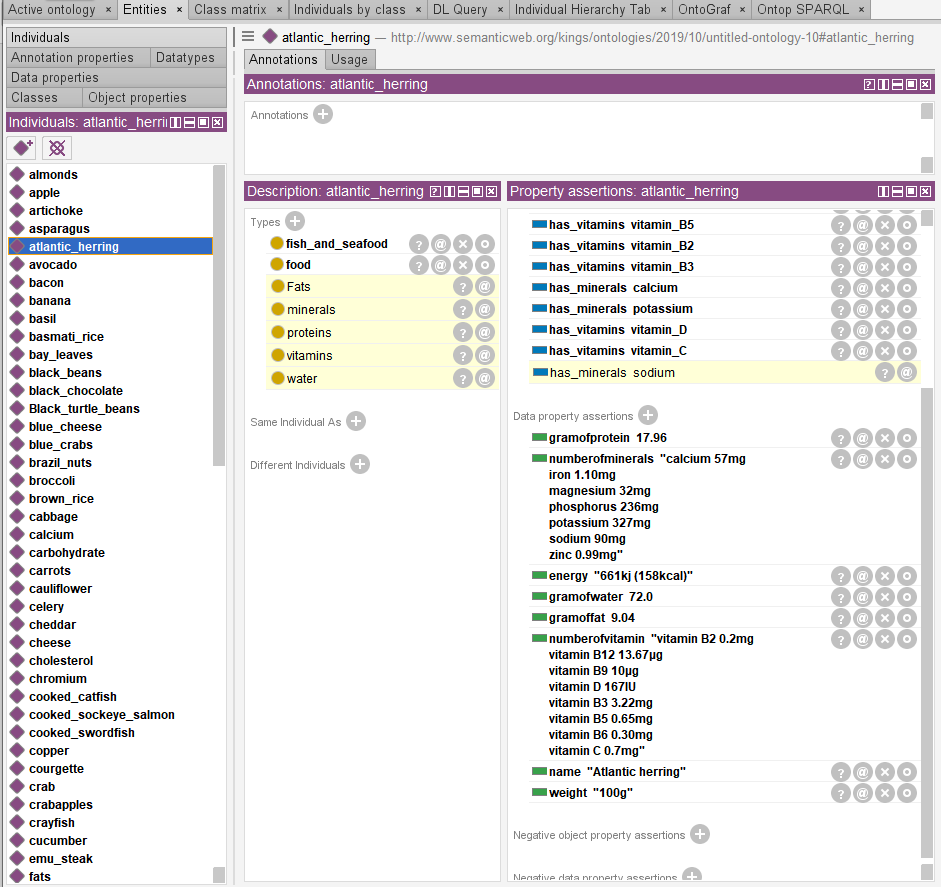 Active ontology × Entities × Class matrix × Individuals by class × DL Query × Individual Hierarchy Tab × OntoGraf × Ontop SPARQL ×
Individuals
Annotation properties Datatypes
Data properties
Classes Object properties
Individuals: atlantic_herrin
almonds
apple
artichoke
asparagus
atlantic_herring
avocado
bacon
banana
basil
basmati_rice
bay_leaves
black_beans
black_chocolate
Black_turtle_beans
blue_cheese
blue_crabs
brazil_nuts
broccoli
brown_rice
cabbage
calcium
carbohydrate
carrots
cauliflower
celery
cheddar
cheese
cholesterol
chromium
cooked_catfish
cooked_sockeye_salmon
cooked_swordfish
copper
courgette
crab
crabapples
crayfish
cucumber
emu_steak
fats
atlantic_herring — http://www.semanticweb.org/kings/ontologies/2019/10/untitled-ontology-10#atlantic_herring
Annotations Usage
Annotations: atlantic_herring
Annotations
Description: atlantic_herring
Types
fish_and_seafood
food
Fats
minerals
proteins
vitamins
water
Same Individual As
Different Individuals
Property assertions: atlantic_herring
has_vitamins vitamin_B5
has_vitamins vitamin_B2
has_vitamins vitamin_B3
has_minerals calcium
has_minerals potassium
has_vitamins vitamin_D
has_vitamins vitamin_C
has_minerals sodium
Data property assertions
gramofprotein 17.96
numberofminerals "calcium 57mg
iron 1.10mg
magnesium 32mg
phosphorus 236mg
potassium 327mg
sodium 90mg
zinc 0.99mg"
energy "661kj (158kcal)"
gramofwater 72.0
gramoffat 9.04
numberofvitamin "vitamin B2 0.2mg
vitamin B12 13.67µg
vitamin B9 10µg
vitamin D 167IU
vitamin B3 3.22mg
vitamin B5 0.65mg
vitamin B6 0.30mg
vitamin C 0.7mg"
name "Atlantic herring"
weight "100g"
Negative object property assertions
Negative data property assertions